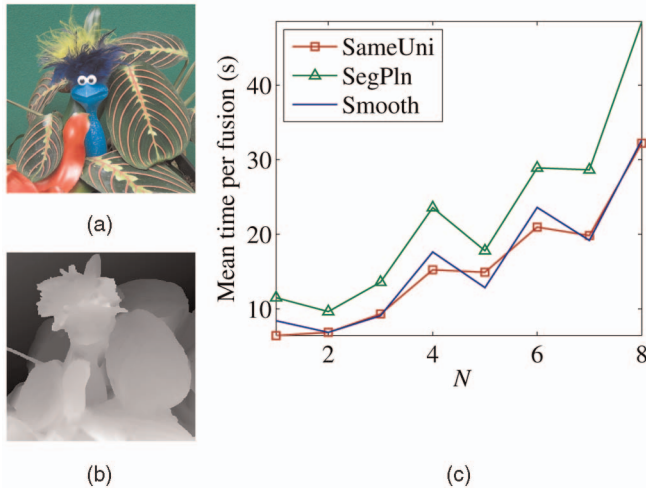 (a)
(b)
Mean time per fusion (s)
SameUni
SegPln
Smooth
40
30
20
10
2 4 6 8
N
(c)